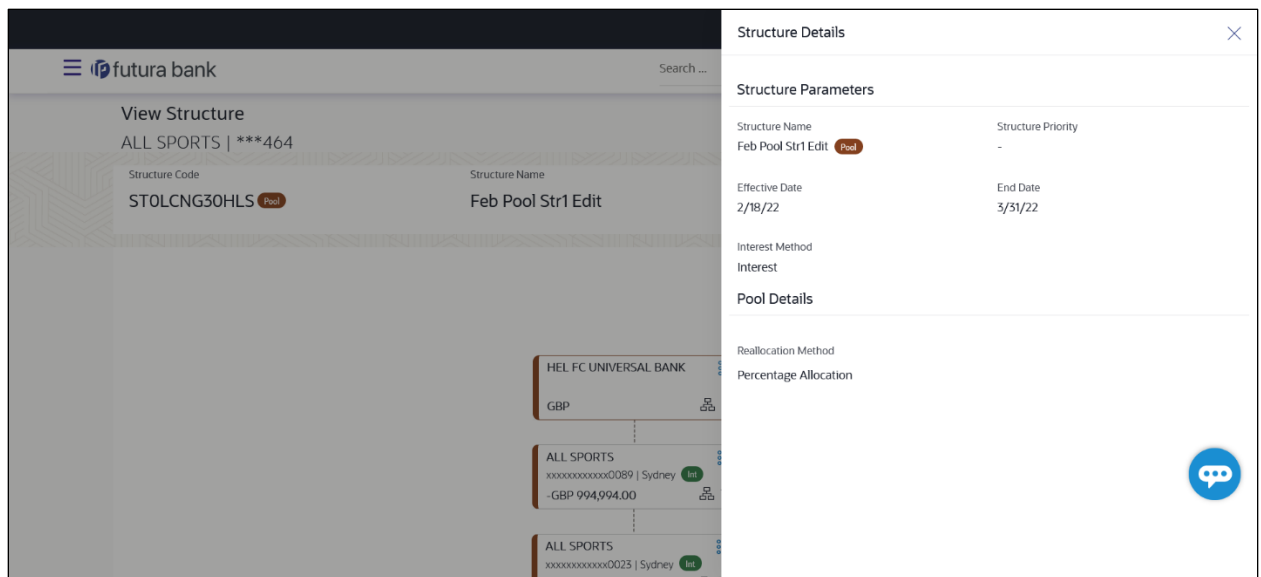 Structure Details
futura bank
Search ...
View Structure
ALL SPORTS | ***464
Structure Code
ST0LCNG30HLS Pool
Structure Name
Feb Pool Str1 Edit
HEL FC UNIVERSAL BANK
GBP
ALL SPORTS
xxxxxxxxxxxx0089 | Sydney Int
-GBP 994,994.00
ALL SPORTS
xxxxxxxxxxxx0023 | Sydney Int
Structure Parameters
Structure Name
Feb Pool Str1 Edit Pool
Structure Priority
-
Effective Date
2/18/22
End Date
3/31/22
Interest Method
Interest
Pool Details
Reallocation Method
Percentage Allocation